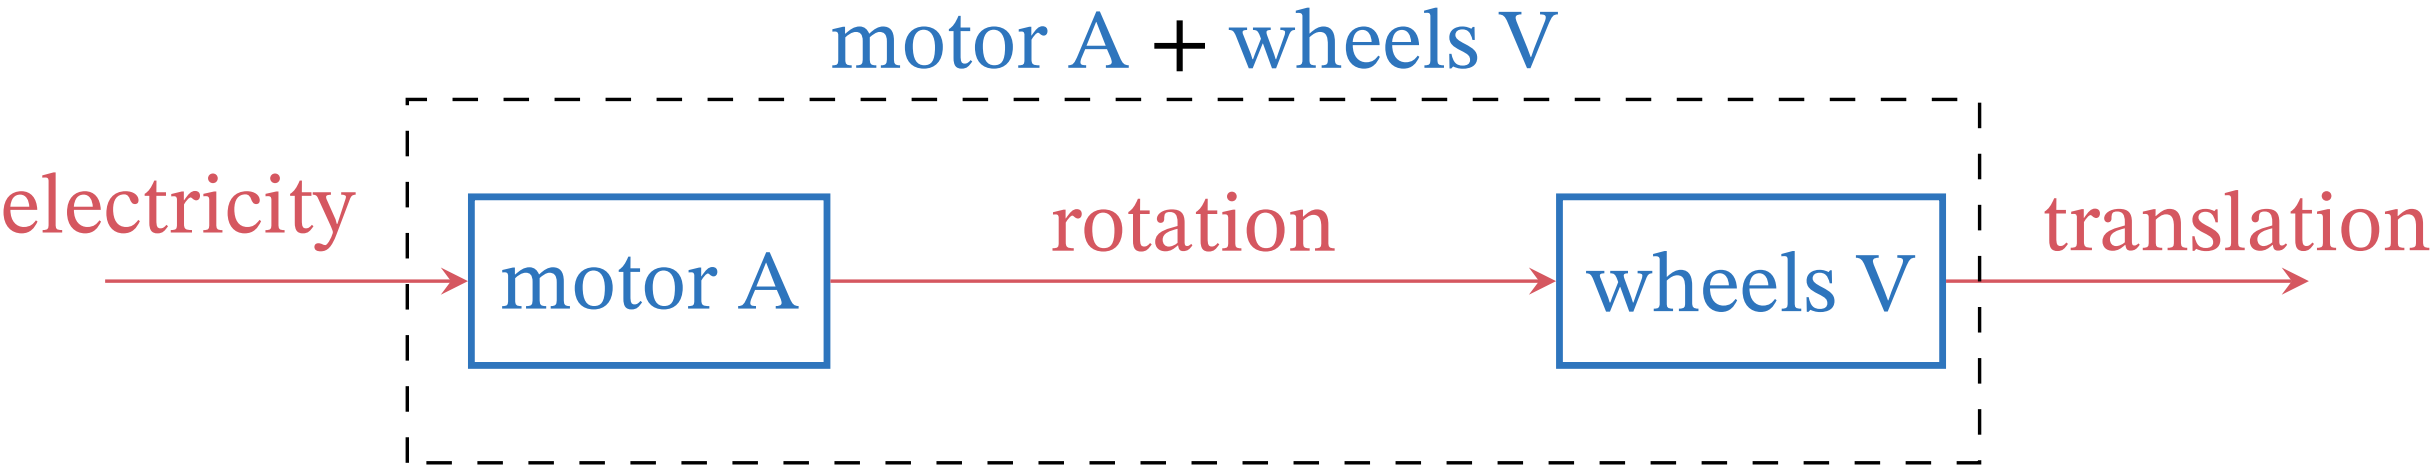 motor A + wheels V
electricity
motor A
rotation
wheels V
translation